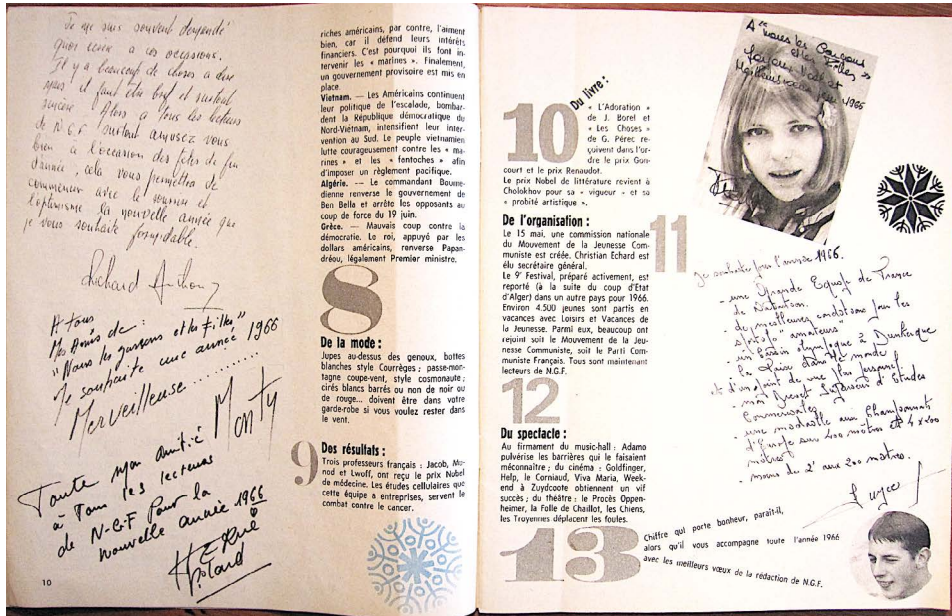 Je me suis souvent demandé
quoi écrire à ces occasions.
Il y a beaucoup de choses à dire
mais il faut être bref et surtout
sincère. Alors à tous les lecteurs
de N.G.F surtout amusez vous
bien à l'occasion des fêtes de fin
d'année, cela vous permettra de
commencer avec le sourire et
l'optimisme la nouvelle année que
je vous souhaite formidable.
Richard Anthony
A tous
Mes Amis de :
"Nous les garçons et les filles"
Je souhaite une année 1966
Merveilleuse..........
Monty
Toute mon amitié
à Tous les lecteurs
de N-G-F Pour la
nouvelle année 1966
10
riches américains, par contre, l'aiment
bien, car il défend leurs intérêts
financiers. C'est pourquoi ils font in-
tervenir les « marines ». Finalement,
un gouvernement provisoire est mis en
place.
Vietnam. — Les Américains continuent
leur politique de l'escalade, bombar-
dent la République démocratique du
Nord-Viétnam, intensifient leur inter-
vention au Sud. Le peuple vietnamien
lutte courageusement contre les « ma-
rines » et les « fantoches » afin
d'imposer un règlement pacifique.
Algérie. — Le commandant Boume-
dienne renverse le gouvernement de
Ben Bella et arrête les opposants au
coup de force du 19 juin.
Grèce. — Mauvais coup contre la
démocratie. Le roi, appuyé par les
dollars américains, renverse Papan-
dréou, légalement Premier ministre.
8
De la mode :
Jupes au-dessus des genoux, bottes
blanches style Courrèges ; passe-mon-
tagne coupe-vent, style cosmonaute ;
cirés blancs barrés ou non de noir ou
de rouge... doivent être dans votre
garde-robe si vous voulez rester dans
le vent.
9
Des résultats :
Trois professeurs français : Jacob, Mo-
nod et Lwoff, ont reçu le prix Nobel
de médecine. Les études cellulaires que
cette équipe a entreprises, servent le
combat contre le cancer.
10
Du livre :
« L'Adoration »
de J. Borel et
« Les Choses »
de G. Pérec re-
çoivent dans l'or-
dre le prix Gon-
court et le prix Renaudot.
Le prix Nobel de littérature revient à
Cholokhov pour sa « vigueur » et sa
« probité artistique ».
De l'organisation :
Le 15 mai, une commission nationale
du Mouvement de la Jeunesse Com-
muniste est créée. Christian Echard est
élu secrétaire général.
Le 9e Festival, préparé activement, est
reporté (à la suite du coup d'Etat
d'Alger) dans un autre pays pour 1966.
Environ 4.500 jeunes sont partis en
vacances avec Loisirs et Vacances de
la Jeunesse. Parmi eux, beaucoup ont
rejoint soit le Mouvement de la Jeu-
nesse Communiste, soit le Parti Com-
muniste Français. Tous sont maintenant
lecteurs de N.G.F.
11
12
Du spectacle :
Au firmament du music-hall : Adamo
pulvérise les barrières qui le faisaient
méconnaître ; du cinéma : Goldfinger,
Help, le Corniaud, Viva Maria, Week-
end à Zuydcoote obtiennent un vif
succès ; du théâtre : le Procès Oppen-
heimer, la Folle de Chaillot, les Chiens,
les Troyennes déplacent les foules.
13
Chiffre qui porte bonheur, paraît-il,
alors qu'il vous accompagne toute l'année 1966
avec les meilleurs vœux de la rédaction de N.G.F.
A "nous les Garçons
et les Filles"
1966
Je souhaite pour l'année 1966.
- une Grande Equipe de France
de Natation.
- de meilleures conditions pour les
sportifs "amateurs"
- un bassin olympique à Dunkerque
- mon Brevet Supérieur d'Etudes
Commerciales
- une médaille aux Championnats
d'Europe sur 400 mètres et 4 x 200
mètres
- moins de 2' aux 200 mètres.